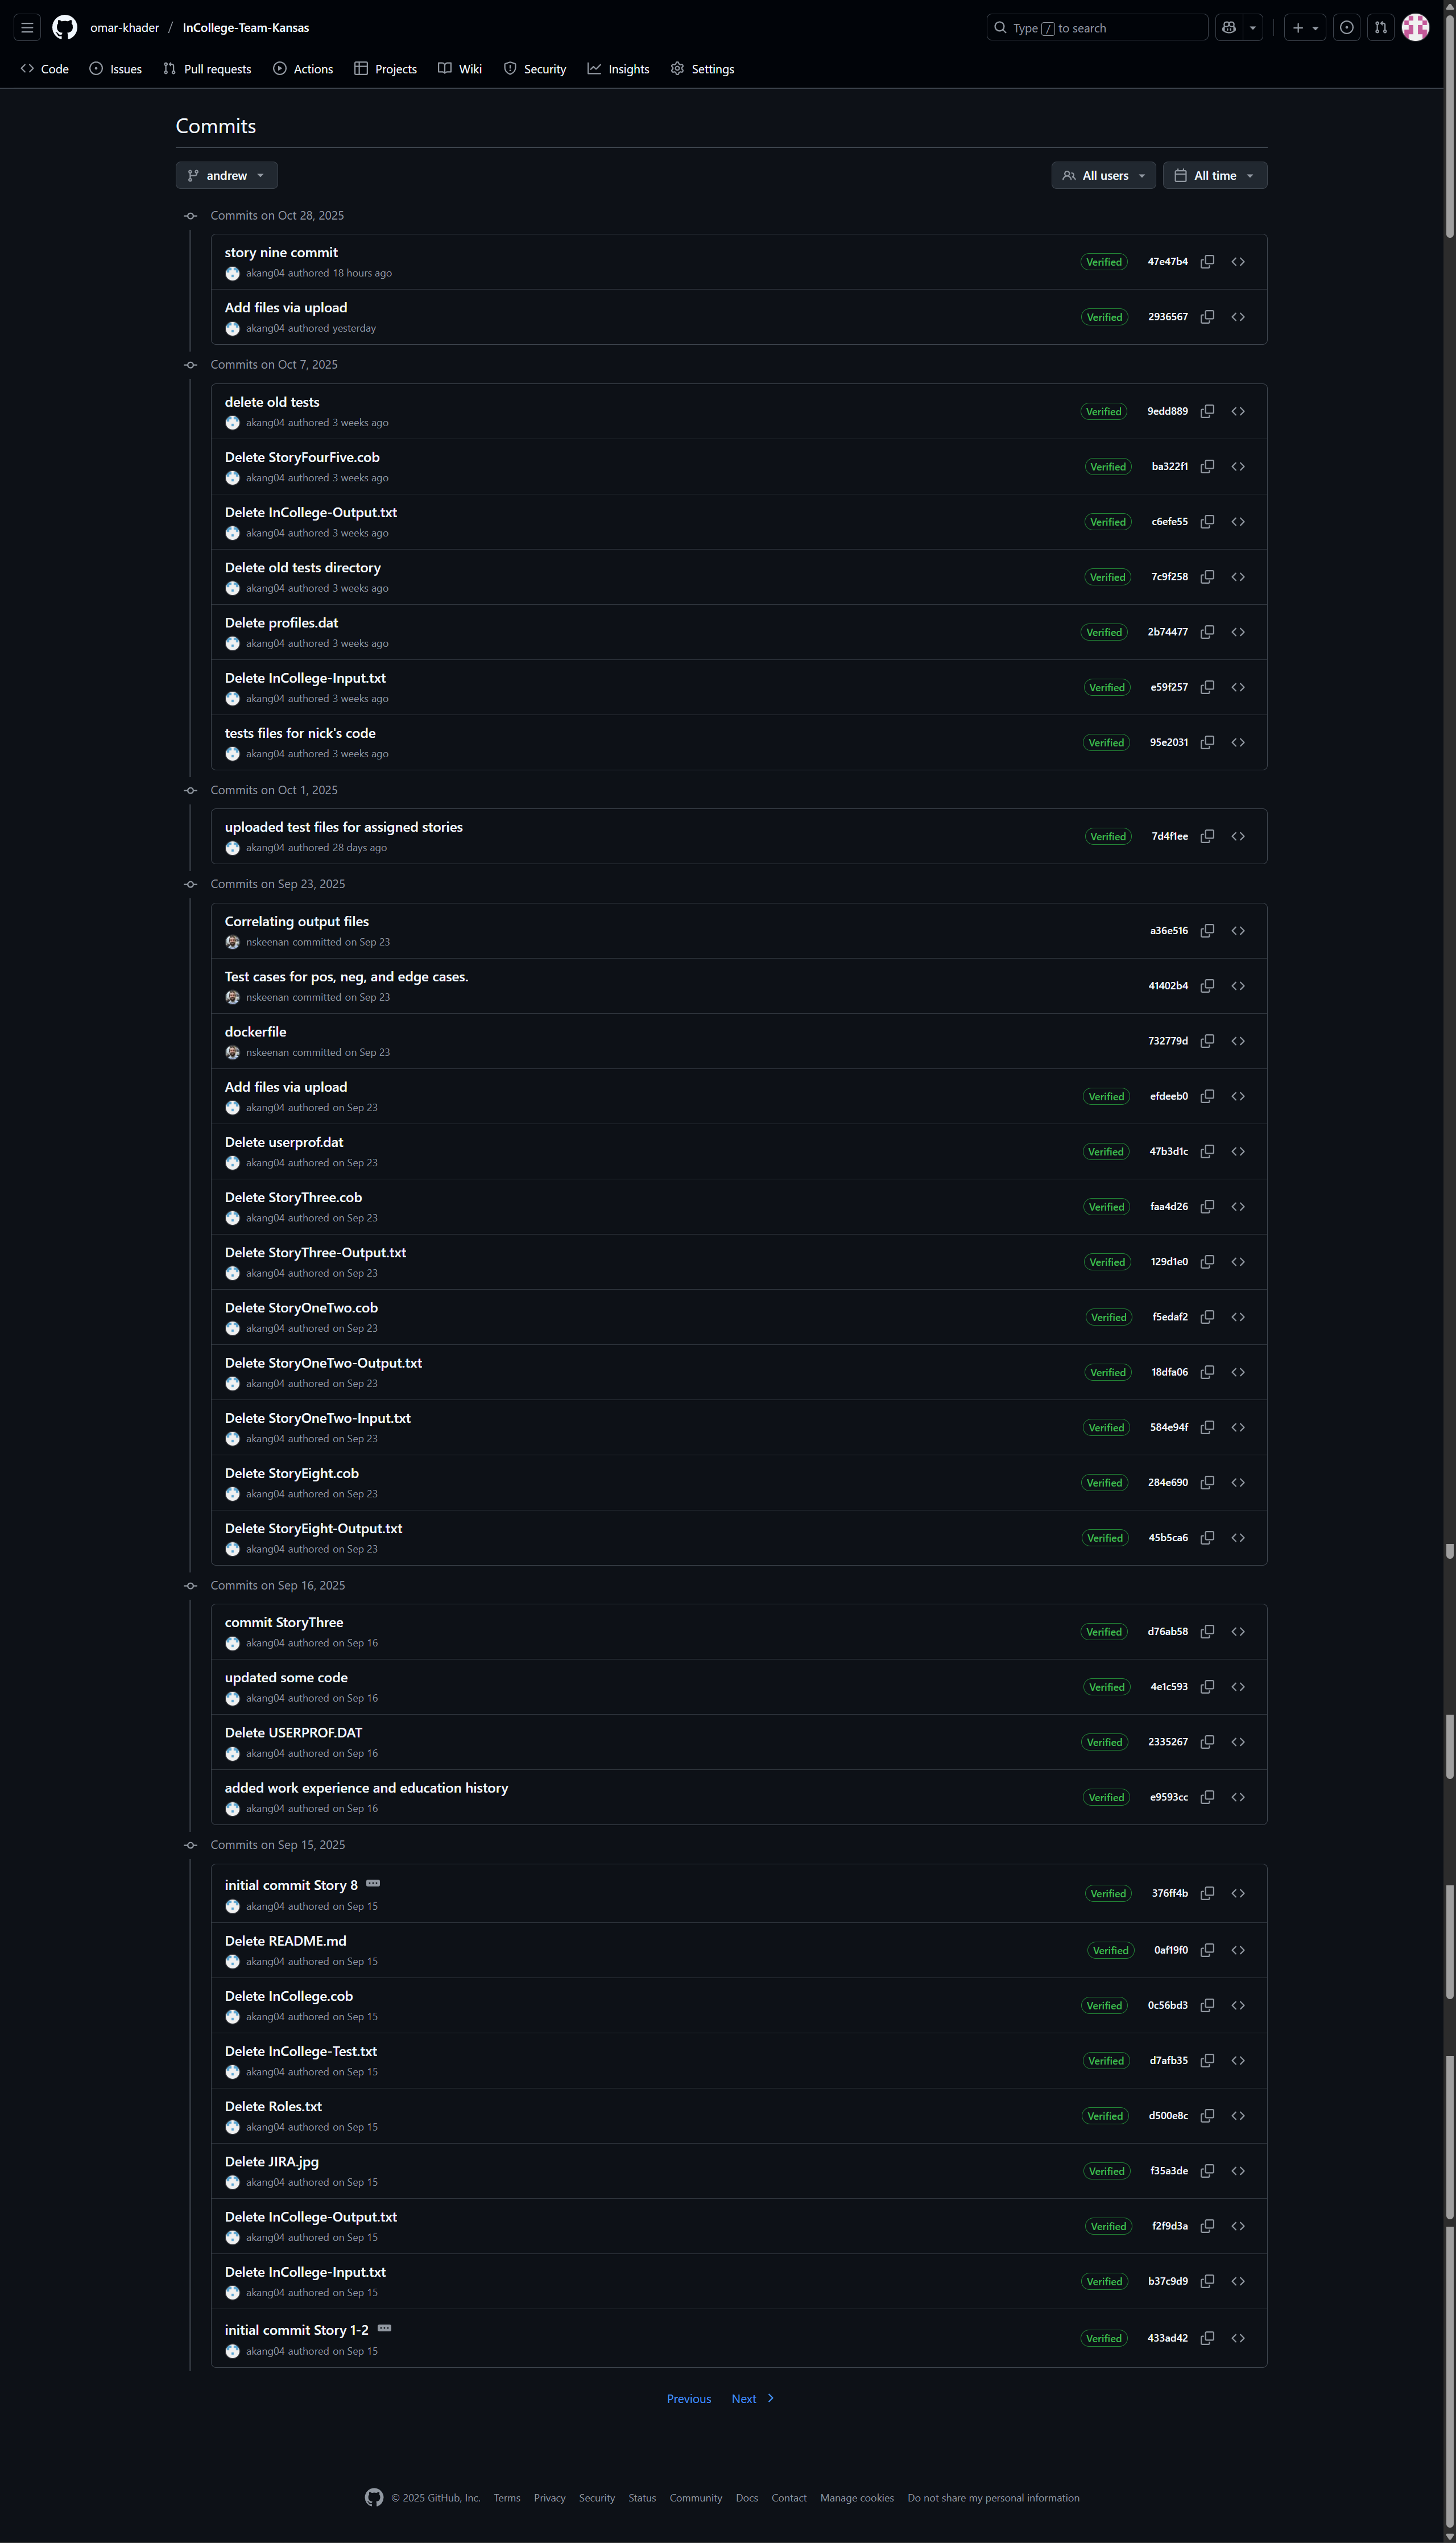 omar-khader / InCollege-Team-Kansas
Type / to search
Code Issues Pull requests Actions Projects Wiki Security Insights Settings
Commits
andrew All users All time
Commits on Oct 28, 2025
story nine commit
akang04 authored 18 hours ago
Verified 47e47b4
Add files via upload
akang04 authored yesterday
Verified 2936567
Commits on Oct 7, 2025
delete old tests
akang04 authored 3 weeks ago
Verified 9edd889
Delete StoryFourFive.cob
akang04 authored 3 weeks ago
Verified ba322f1
Delete InCollege-Output.txt
akang04 authored 3 weeks ago
Verified c6efe55
Delete old tests directory
akang04 authored 3 weeks ago
Verified 7c9f258
Delete profiles.dat
akang04 authored 3 weeks ago
Verified 2b74477
Delete InCollege-Input.txt
akang04 authored 3 weeks ago
Verified e59f257
tests files for nick's code
akang04 authored 3 weeks ago
Verified 95e2031
Commits on Oct 1, 2025
uploaded test files for assigned stories
akang04 authored 28 days ago
Verified 7d4f1ee
Commits on Sep 23, 2025
Correlating output files
nskeenan committed on Sep 23
a36e516
Test cases for pos, neg, and edge cases.
nskeenan committed on Sep 23
41402b4
dockerfile
nskeenan committed on Sep 23
732779d
Add files via upload
akang04 authored on Sep 23
Verified efdeeb0
Delete userprof.dat
akang04 authored on Sep 23
Verified 47b3d1c
Delete StoryThree.cob
akang04 authored on Sep 23
Verified faa4d26
Delete StoryThree-Output.txt
akang04 authored on Sep 23
Verified 129d1e0
Delete StoryOneTwo.cob
akang04 authored on Sep 23
Verified f5edaf2
Delete StoryOneTwo-Output.txt
akang04 authored on Sep 23
Verified 18dfa06
Delete StoryOneTwo-Input.txt
akang04 authored on Sep 23
Verified 584e94f
Delete StoryEight.cob
akang04 authored on Sep 23
Verified 284e690
Delete StoryEight-Output.txt
akang04 authored on Sep 23
Verified 45b5ca6
Commits on Sep 16, 2025
commit StoryThree
akang04 authored on Sep 16
Verified d76ab58
updated some code
akang04 authored on Sep 16
Verified 4e1c593
Delete USERPROF.DAT
akang04 authored on Sep 16
Verified 2335267
added work experience and education history
akang04 authored on Sep 16
Verified e9593cc
Commits on Sep 15, 2025
initial commit Story 8
akang04 authored on Sep 15
Verified 376ff4b
Delete README.md
akang04 authored on Sep 15
Verified 0af19f0
Delete InCollege.cob
akang04 authored on Sep 15
Verified 0c56bd3
Delete InCollege-Test.txt
akang04 authored on Sep 15
Verified d7afb35
Delete Roles.txt
akang04 authored on Sep 15
Verified d500e8c
Delete JIRA.jpg
akang04 authored on Sep 15
Verified f35a3de
Delete InCollege-Output.txt
akang04 authored on Sep 15
Verified f2f9d3a
Delete InCollege-Input.txt
akang04 authored on Sep 15
Verified b37c9d9
initial commit Story 1-2
akang04 authored on Sep 15
Verified 433ad42
Previous Next
© 2025 GitHub, Inc. Terms Privacy Security Status Community Docs Contact Manage cookies Do not share my personal information